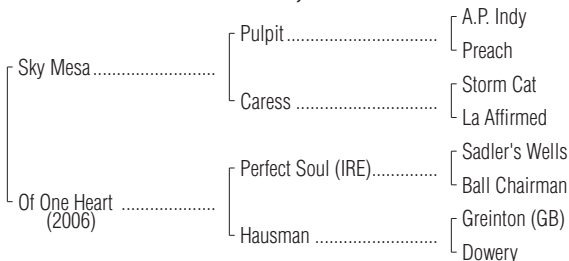 A.P. Indy
Pulpit
Preach
Sky Mesa
Storm Cat
Caress
La Affirmed
Sadler's Wells
Perfect Soul (IRE)
Ball Chairman
Of One Heart
(2006)
Greinton (GB)
Hausman
Dowery